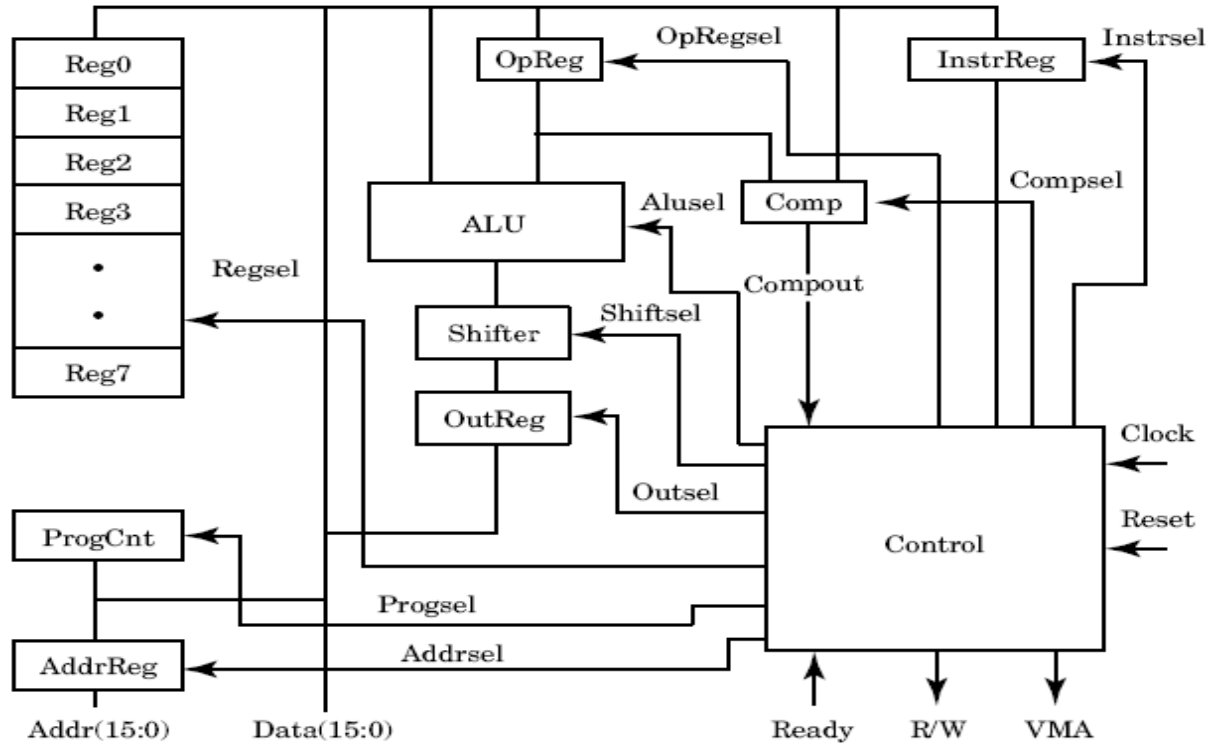 OpRegsel
Instrsel
Reg0
OpReg
InstrReg
Reg1
Reg2
Compsel
Reg3
ALU
Alusel
Comp
Regsel
Compout
Shifter
Shiftsel
Reg7
OutReg
Clock
Outsel
Reset
ProgCnt
Control
Progsel
AddrReg
Addrsel
Addr(15:0)
Data(15:0)
Ready
R/W
VMA